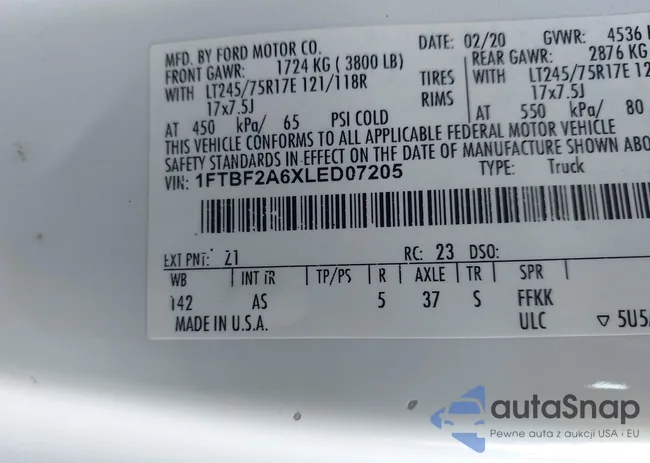 MFD. BY FORD MOTOR CO.
DATE: 02/20 GVWR: 4536
FRONT GAWR: 1724 KG ( 3800 LB) REAR GAWR: 2876 KG
WITH LT245/75R17E 121/118R TIRES WITH LT245/75R17E
17x7.5J RIMS 17x7.5J
AT 450 kPa/ 65 PSI COLD AT 550 kPa/ 80
THIS VEHICLE CONFORMS TO ALL APPLICABLE FEDERAL MOTOR VEHICLE
SAFETY STANDARDS IN EFFECT ON THE DATE OF MANUFACTURE SHOWN
VIN: 1FTBF2A6XLED07205 TYPE: Truck
EXT PNT: Z1 RC: 23 DSO:
WB INT TR TP/PS R AXLE TR SPR
142 AS 5 37 S FFKK
MADE IN U.S.A. ULC ▽ 5U5
autoSnap
Pewne auta z aukcji USA i EU